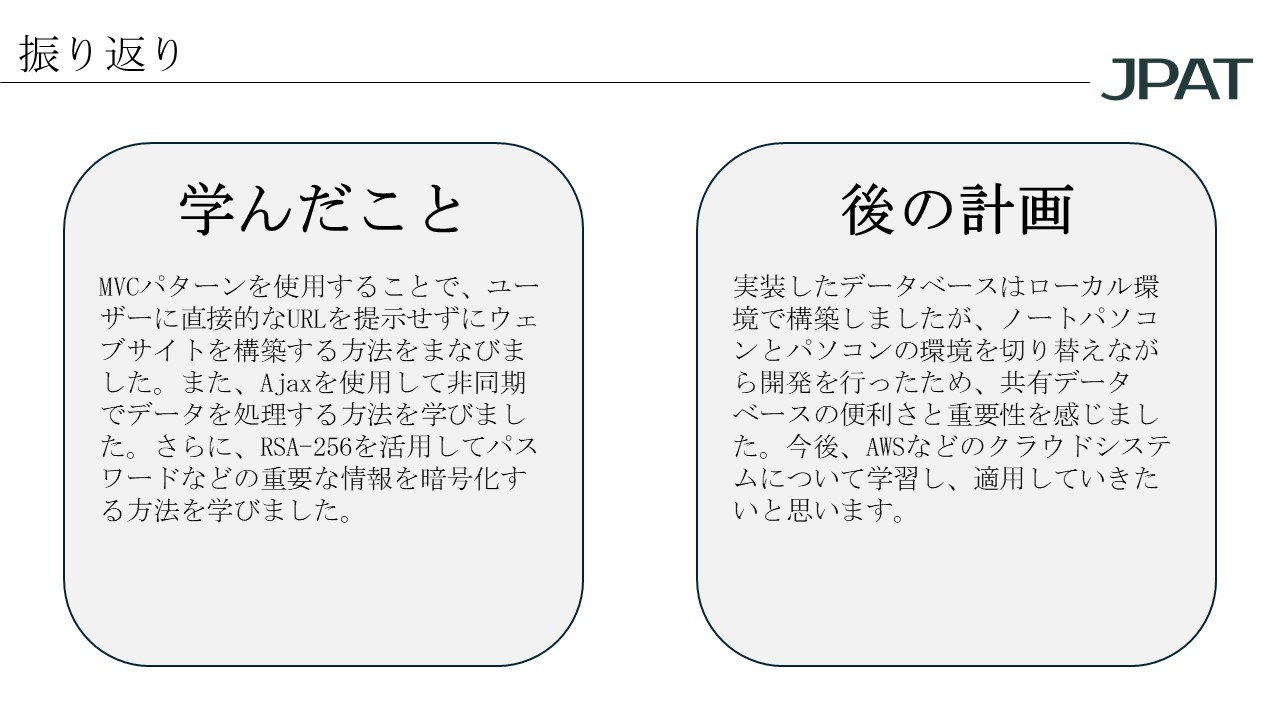 振り返り
JPAT
学んだこと
MVCパターンを使用することで、ユー
ザーに直接的なURLを提示せずにウェ
ブサイトを構築する方法をまなびま
した。また、Ajaxを使用して非同期
でデータを処理する方法を学びまし
た。さらに、RSA-256を活用してパス
ワードなどの重要な情報を暗号化す
る方法を学びました。
後の計画
実装したデータベースはローカル環
境で構築しましたが、ノートパソコ
ンとパソコンの環境を切り替えなが
ら開発を行ったため、共有データ
ベースの便利さと重要性を感じまし
た。今後、AWSなどのクラウドシステ
ムについて学習し、適用していきた
いと思います。